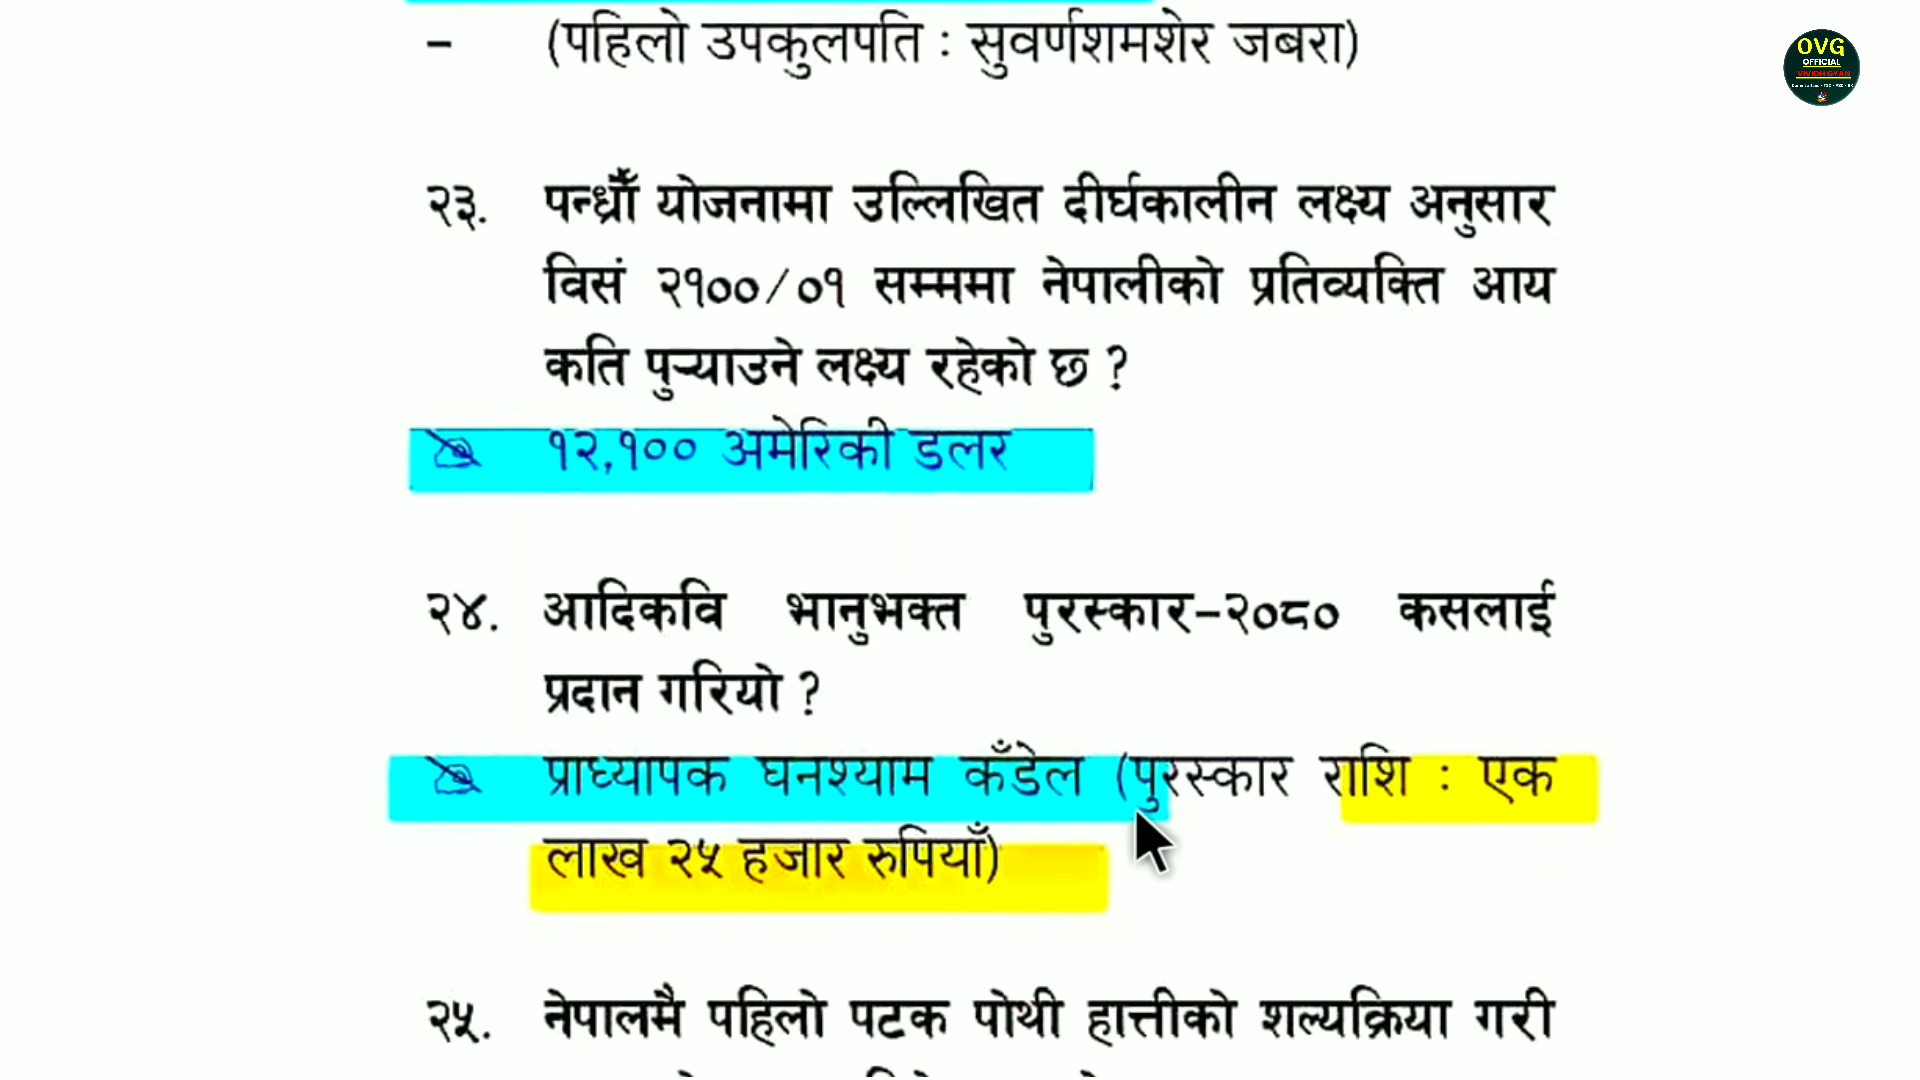 – (पहिलो उपकुलपति : सुवर्णशमशेर जबरा)
OVG
OFFICIAL
VIVIDH GYAN
२३. पन्ध्रौँ योजनामा उल्लिखित दीर्घकालीन लक्ष्य अनुसार
विसं २१००/०१ सम्ममा नेपालीको प्रतिव्यक्ति आय
कति पुऱ्याउने लक्ष्य रहेको छ ?
१२,१०० अमेरिकी डलर
२४. आदिकवि भानुभक्त पुरस्कार–२०८० कसलाई
प्रदान गरियो ?
प्राध्यापक घनश्याम कँडेल (पुरस्कार राशि : एक
लाख २५ हजार रुपियाँ)
२५. नेपालमै पहिलो पटक पोथी हात्तीको शल्यक्रिया गरी